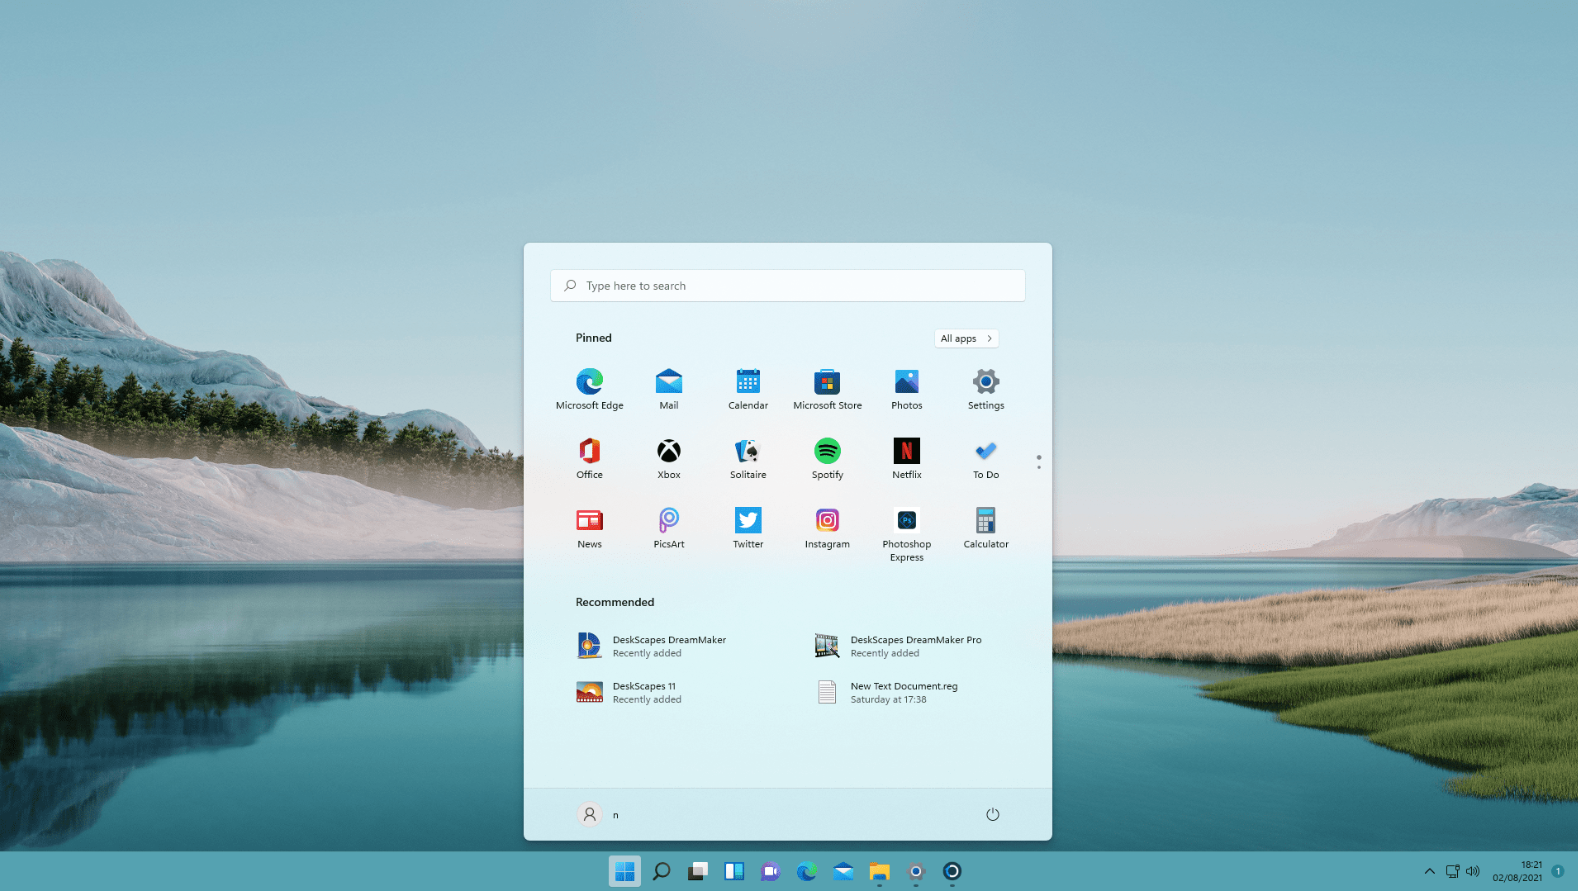 Type here to search
Pinned
All apps
Microsoft Edge
Mail
Calendar
Microsoft Store
Photos
Settings
Office
Xbox
Solitaire
Spotify
Netflix
To Do
News
PicsArt
Twitter
Instagram
Photoshop
Express
Calculator
Recommended
DeskScapes DreamMaker
Recently added
DeskScapes DreamMaker Pro
Recently added
DeskScapes 11
Recently added
New Text Document.reg
Saturday at 17:38
n
18:21
02/08/2021
1